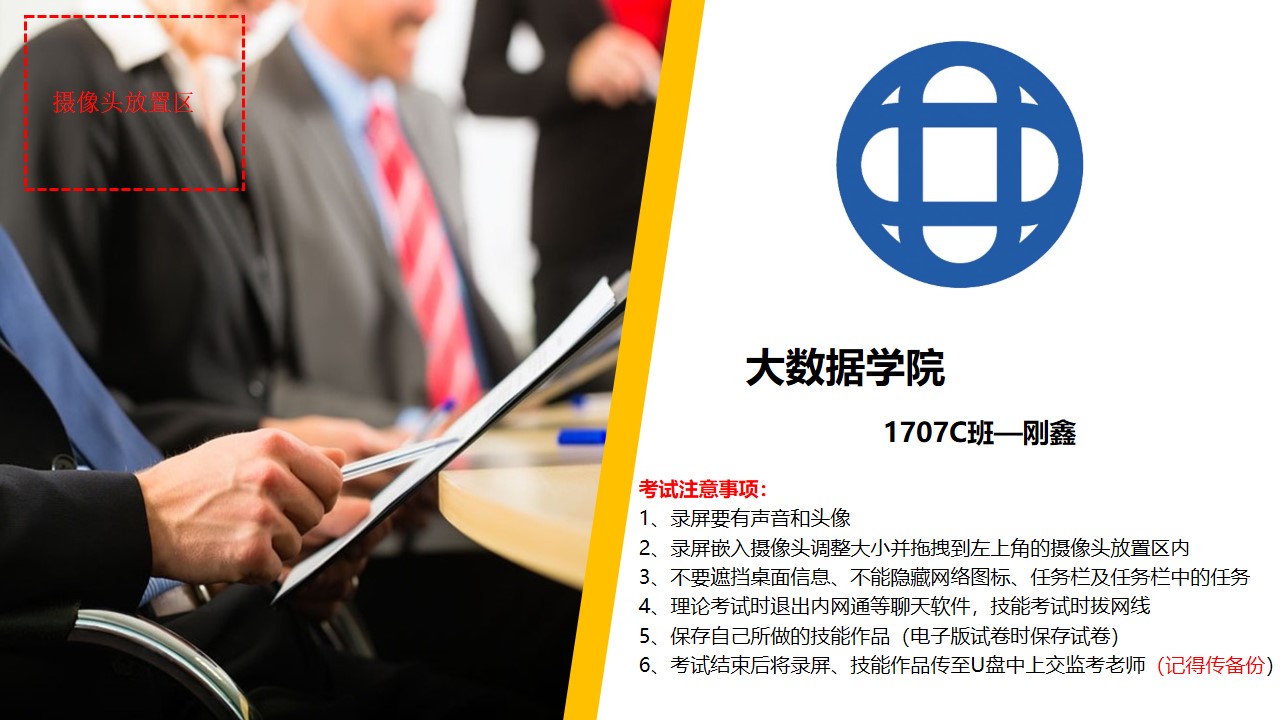 摄像头放置区
大数据学院
1707C班—刚鑫
考试注意事项：
1、录屏要有声音和头像
2、录屏嵌入摄像头调整大小并拖拽到左上角的摄像头放置区内
3、不要遮挡桌面信息、不能隐藏网络图标、任务栏及任务栏中的任务
4、理论考试时退出内网通等聊天软件，技能考试时拔网线
5、保存自己所做的技能作品（电子版试卷时保存试卷）
6、考试结束后将录屏、技能作品传至U盘中上交监考老师（记得传备份）